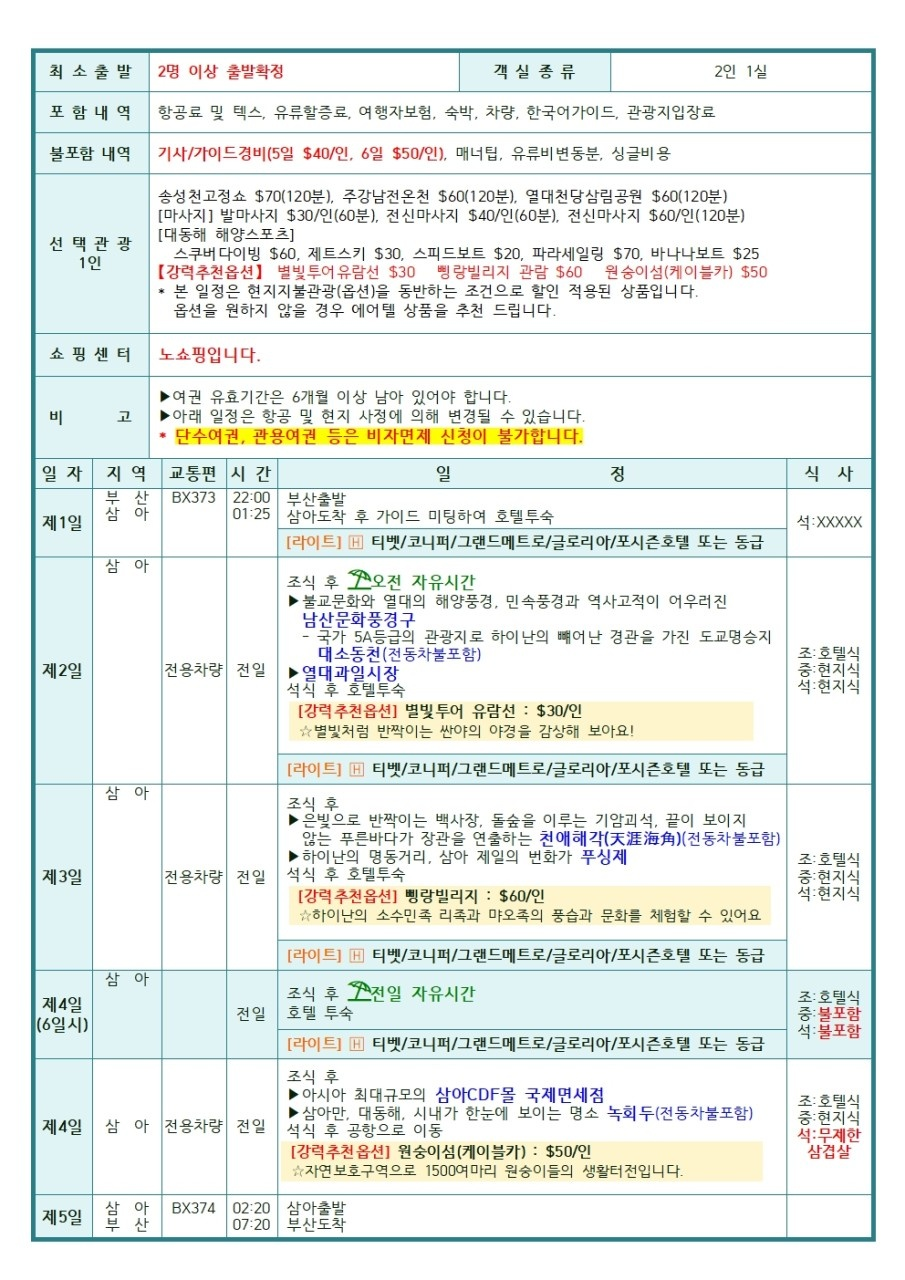 최 소 출 발 2명 이상 출발확정 객 실 종 류 2인 1실
포 함 내 역 항공료 및 텍스, 유류할증료, 여행자보험, 숙박, 차량, 한국어가이드, 관광지입장료
불포함 내역 기사/가이드경비(5일 $40/인, 6일 $50/인), 매너팁, 유류비변동분, 싱글비용
선 택 관 광
1인
송성천고정쇼 $70(120분), 주강남전온천 $60(120분), 열대천당삼림공원 $60(120분)
[마사지] 발마사지 $30/인(60분), 전신마사지 $40/인(60분), 전신마사지 $60/인(120분)
[대동해 해양스포츠]
스쿠버다이빙 $60, 제트스키 $30, 스피드보트 $20, 파라세일링 $70, 바나나보트 $25
【강력추천옵션】 별빛투어유람선 $30 삥랑빌리지 관람 $60 원숭이섬(케이블카) $50
* 본 일정은 현지지불관광(옵션)을 동반하는 조건으로 할인 적용된 상품입니다.
옵션을 원하지 않을 경우 에어텔 상품을 추천 드립니다.
쇼 핑 센 터 노쇼핑입니다.
비 고
▶여권 유효기간은 6개월 이상 남아 있어야 합니다.
▶아래 일정은 항공 및 현지 사정에 의해 변경될 수 있습니다.
* 단수여권, 관용여권 등은 비자면제 신청이 불가합니다.
일 자 지 역 교통편 시 간 일 정 식 사
제1일
부 산 BX373 22:00 부산출발
삼 아 01:25 삼아도착 후 가이드 미팅하여 호텔투숙
석:XXXXX
[라이트] H 티벳/코니퍼/그랜드메트로/글로리아/포시즌호텔 또는 동급
제2일
삼 아
전용차량 전일
조식 후 오전 자유시간
▶불교문화와 열대의 해양풍경, 민속풍경과 역사고적이 어우러진
남산문화풍경구
- 국가 5A등급의 관광지로 하이난의 빼어난 경관을 가진 도교명승지
대소동천(전동차불포함)
▶열대과일시장
석식 후 호텔투숙
[강력추천옵션] 별빛투어 유람선 : $30/인
☆별빛처럼 반짝이는 싼야의 야경을 감상해 보아요!
조:호텔식
중:현지식
석:현지식
[라이트] H 티벳/코니퍼/그랜드메트로/글로리아/포시즌호텔 또는 동급
제3일
삼 아
전용차량 전일
조식 후
▶은빛으로 반짝이는 백사장, 돌숲을 이루는 기암괴석, 끝이 보이지
않는 푸른바다가 장관을 연출하는 천애해각(天涯海角)(전동차불포함)
▶하이난의 명동거리, 삼아 제일의 번화가 푸싱제
석식 후 호텔투숙
[강력추천옵션] 삥랑빌리지 : $60/인
☆하이난의 소수민족 리족과 먀오족의 풍습과 문화를 체험할 수 있어요
조:호텔식
중:현지식
석:현지식
[라이트] H 티벳/코니퍼/그랜드메트로/글로리아/포시즌호텔 또는 동급
제4일
(6일시)
삼 아
전일
조식 후 전일 자유시간
호텔 투숙
조:호텔식
중:불포함
석:불포함
[라이트] H 티벳/코니퍼/그랜드메트로/글로리아/포시즌호텔 또는 동급
제4일
삼 아 전용차량 전일
조식 후
▶아시아 최대규모의 삼아CDF몰 국제면세점
▶삼아만, 대동해, 시내가 한눈에 보이는 명소 녹회두(전동차불포함)
석식 후 공항으로 이동
[강력추천옵션] 원숭이섬(케이블카) : $50/인
☆자연보호구역으로 1500여마리 원숭이들의 생활터전입니다.
조:호텔식
중:현지식
석:무제한
삼겹살
제5일
삼 아 BX374 02:20 삼아출발
부 산 07:20 부산도착